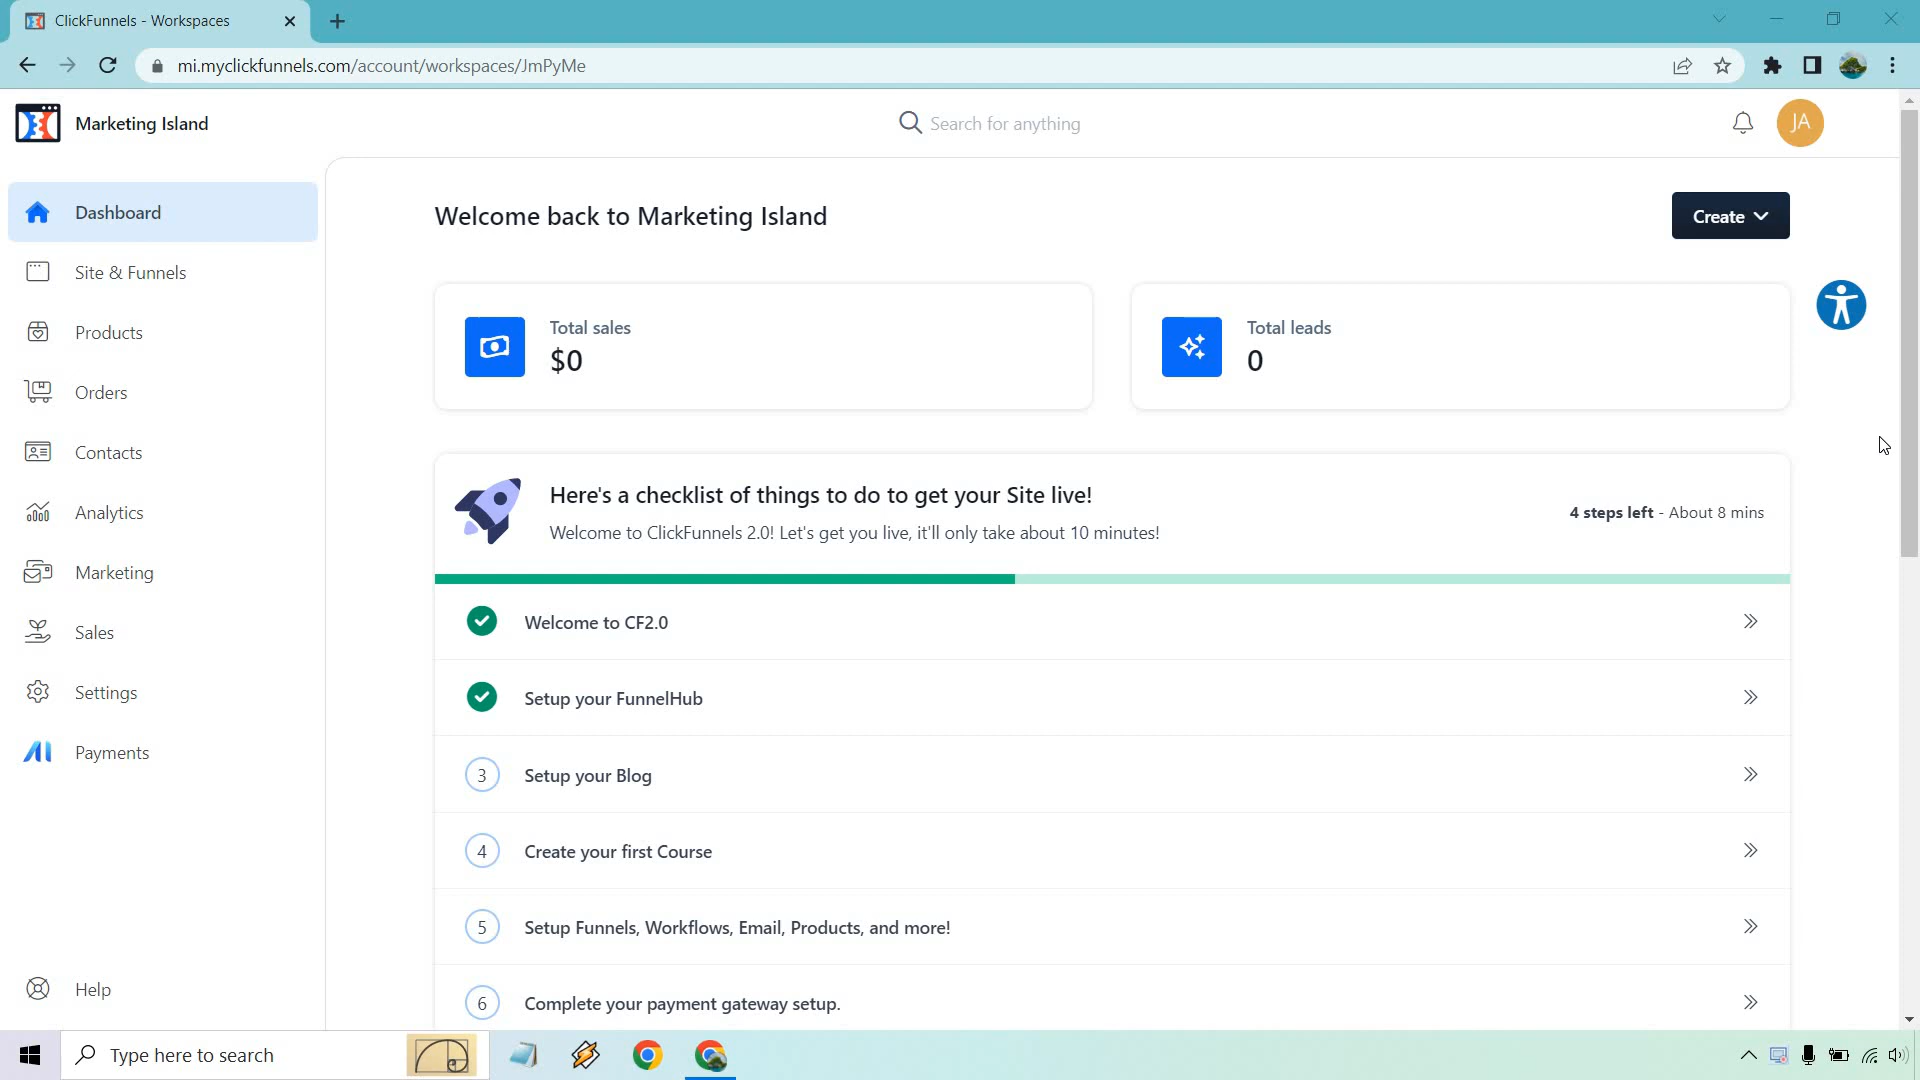 ClickFunnels - Workspaces
mi.myclickfunnels.com/account/workspaces/JmPyMe
Marketing Island
Search for anything
JA
Dashboard
Site & Funnels
Products
Orders
Contacts
Analytics
Marketing
Sales
Settings
Payments
Help
Welcome back to Marketing Island
Create
Total sales
$0
Total leads
0
Here's a checklist of things to do to get your Site live!
Welcome to ClickFunnels 2.0! Let's get you live, it'll only take about 10 minutes!
4 steps left - About 8 mins
Welcome to CF2.0
Setup your FunnelHub
3 Setup your Blog
4 Create your first Course
5 Setup Funnels, Workflows, Email, Products, and more!
6 Complete your payment gateway setup.
Type here to search